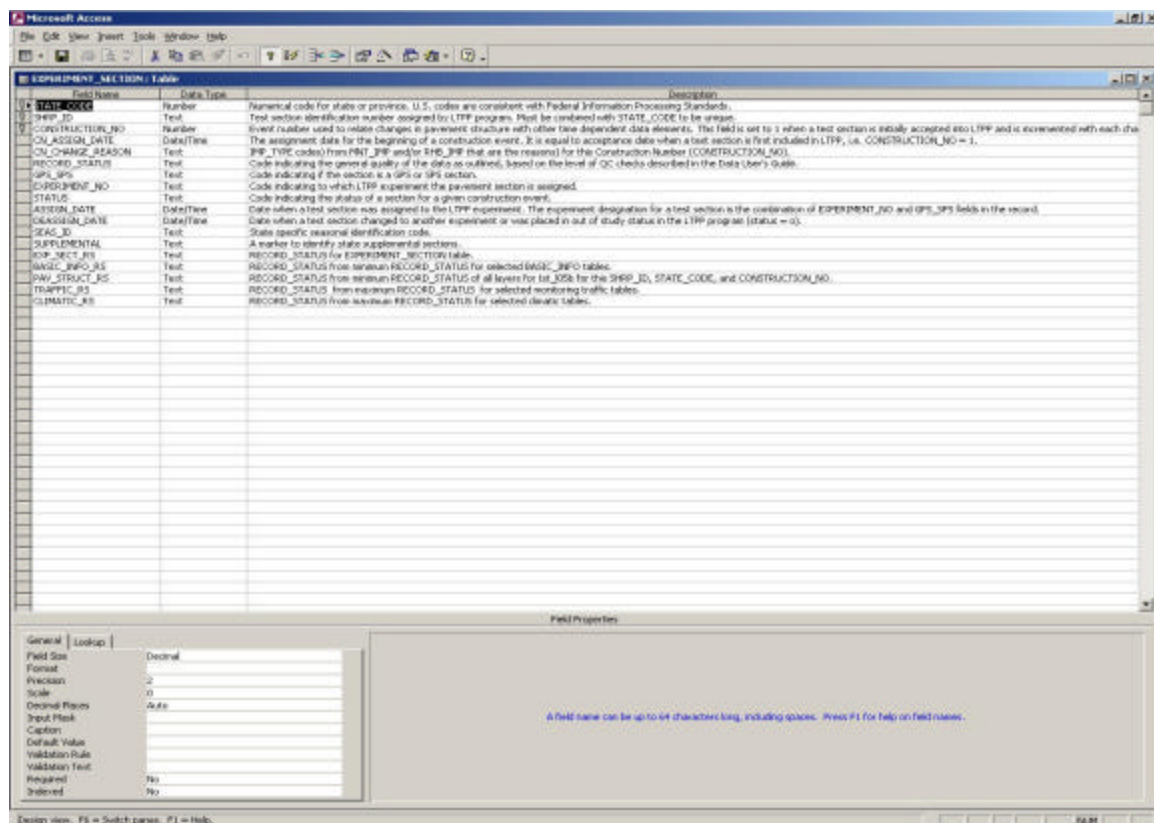 Microsoft Access
File Edit View Insert Tools Window Help
EXPERIMENT_SECTION : Table
Field Name Data Type Description
STATE_CODE Number Numerical code for state or province. U.S. codes are consistent with Federal Information Processing Standards.
SHRP_ID Text Test section identification number assigned by LTPP program. Must be combined with STATE_CODE to be unique.
CONSTRUCTION_NO Number Event number used to relate changes in pavement structure with other time dependent data elements. This field is set to 1 when a test section is initially accepted into LTPP and is incremented with each cha
CN_ASSIGN_DATE Date/Time The assignment date for the beginning of a construction event. It is equal to acceptance date when a test section is first included in LTPP, i.e. CONSTRUCTION_NO = 1.
CN_CHANGE_REASON Text IMP_TYPE codes) from MNT_IMP and/or RHB_IMP that are the reasons) for this Construction Number (CONSTRUCTION_NO).
RECORD_STATUS Text Code indicating the general quality of the data as outlined, based on the level of QC checks described in the Data User's Guide.
GPS_SPS Text Code indicating if the section is a GPS or SPS section.
EXPERIMENT_NO Text Code indicating to which LTPP experiment the pavement section is assigned.
STATUS Text Code indicating the status of a section for a given construction event.
ASSIGN_DATE Date/Time Date when a test section was assigned to the LTPP experiment. The experiment designation for a test section is the combination of EXPERIMENT_NO and GPS_SPS fields in the record.
DEASSIGN_DATE Date/Time Date when a test section changed to another experiment or was placed in out of study status in the LTPP program (status = o).
SEAS_ID Text State specific seasonal identification code.
SUPPLEMENTAL Text A marker to identify state supplemental sections.
EXP_SECT_RS Text RECORD_STATUS for EXPERIMENT_SECTION table.
BASIC_INFO_RS Text RECORD_STATUS from minimum RECORD_STATUS for selected BASIC_INFO tables.
PAV_STRUCT_RS Text RECORD_STATUS from minimum RECORD_STATUS of all layers for tst_l05b for this SHRP_ID, STATE_CODE, and CONSTRUCTION_NO.
TRAFFIC_RS Text RECORD_STATUS from maximum RECORD_STATUS for selected monitoring traffic tables.
CLIMATIC_RS Text RECORD_STATUS from maximum RECORD_STATUS for selected climatic tables.
Field Properties
General Lookup
Field Size Decimal
Format
Precision 2
Scale 0
Decimal Places Auto
Input Mask
Caption
Default Value
Validation Rule
Validation Text
Required No
Indexed No
A field name can be up to 64 characters long, including spaces. Press F1 for help on field names.
Design view. F6 = Switch panes. F1 = Help. NUM